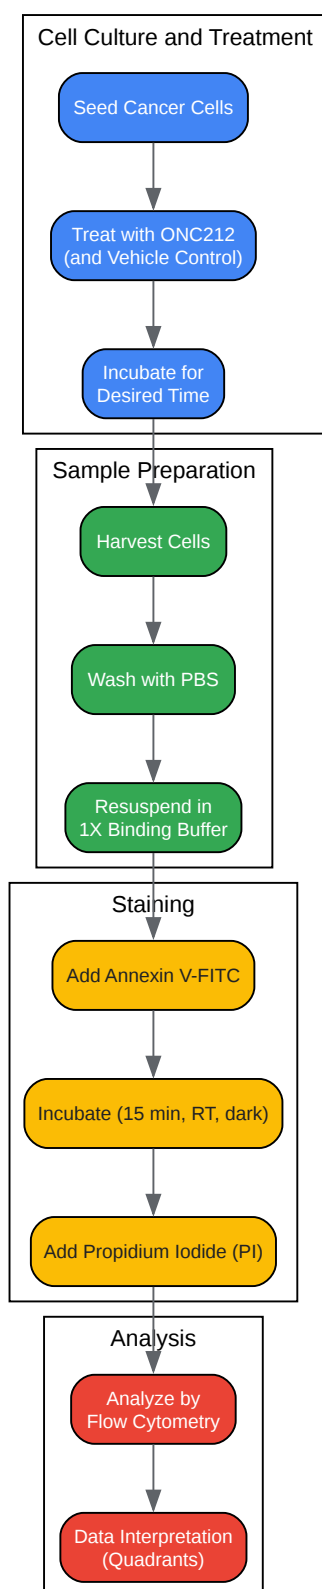 Cell Culture and Treatment
Seed Cancer Cells
Treat with ONC212
(and Vehicle Control)
Incubate for
Desired Time
Sample Preparation
Harvest Cells
Wash with PBS
Resuspend in
1X Binding Buffer
Staining
Add Annexin V-FITC
Incubate (15 min, RT, dark)
Add Propidium Iodide (PI)
Analysis
Analyze by
Flow Cytometry
Data Interpretation
(Quadrants)